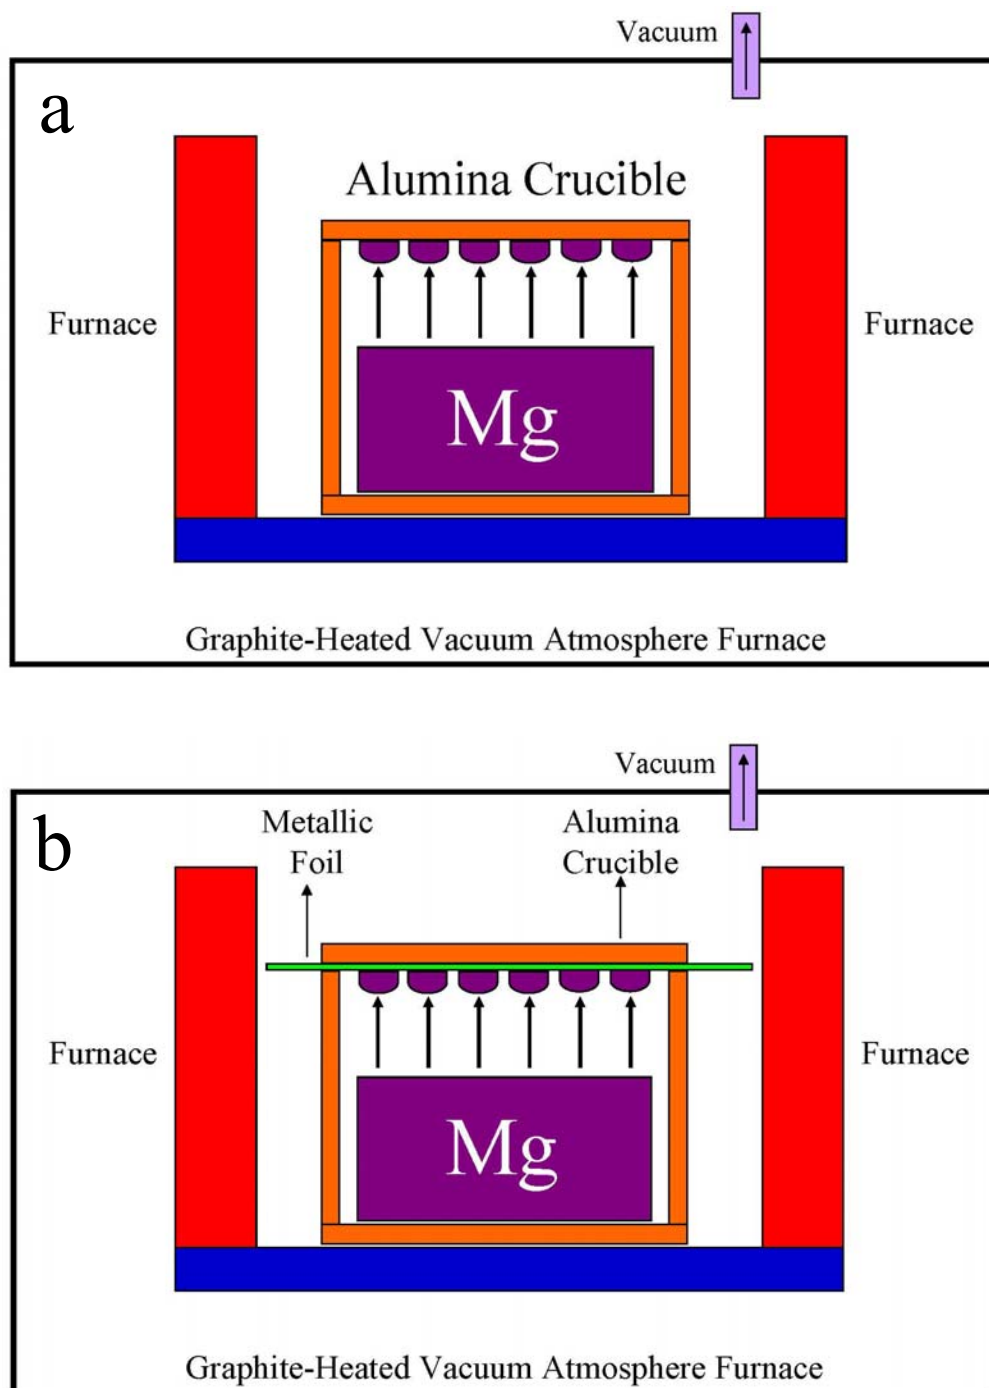 Vacuum
a
Alumina Crucible
Furnace
Furnace
Mg
Graphite-Heated Vacuum Atmosphere Furnace
Vacuum
b
Metallic
Foil
Alumina
Crucible
Furnace
Furnace
Mg
Graphite-Heated Vacuum Atmosphere Furnace